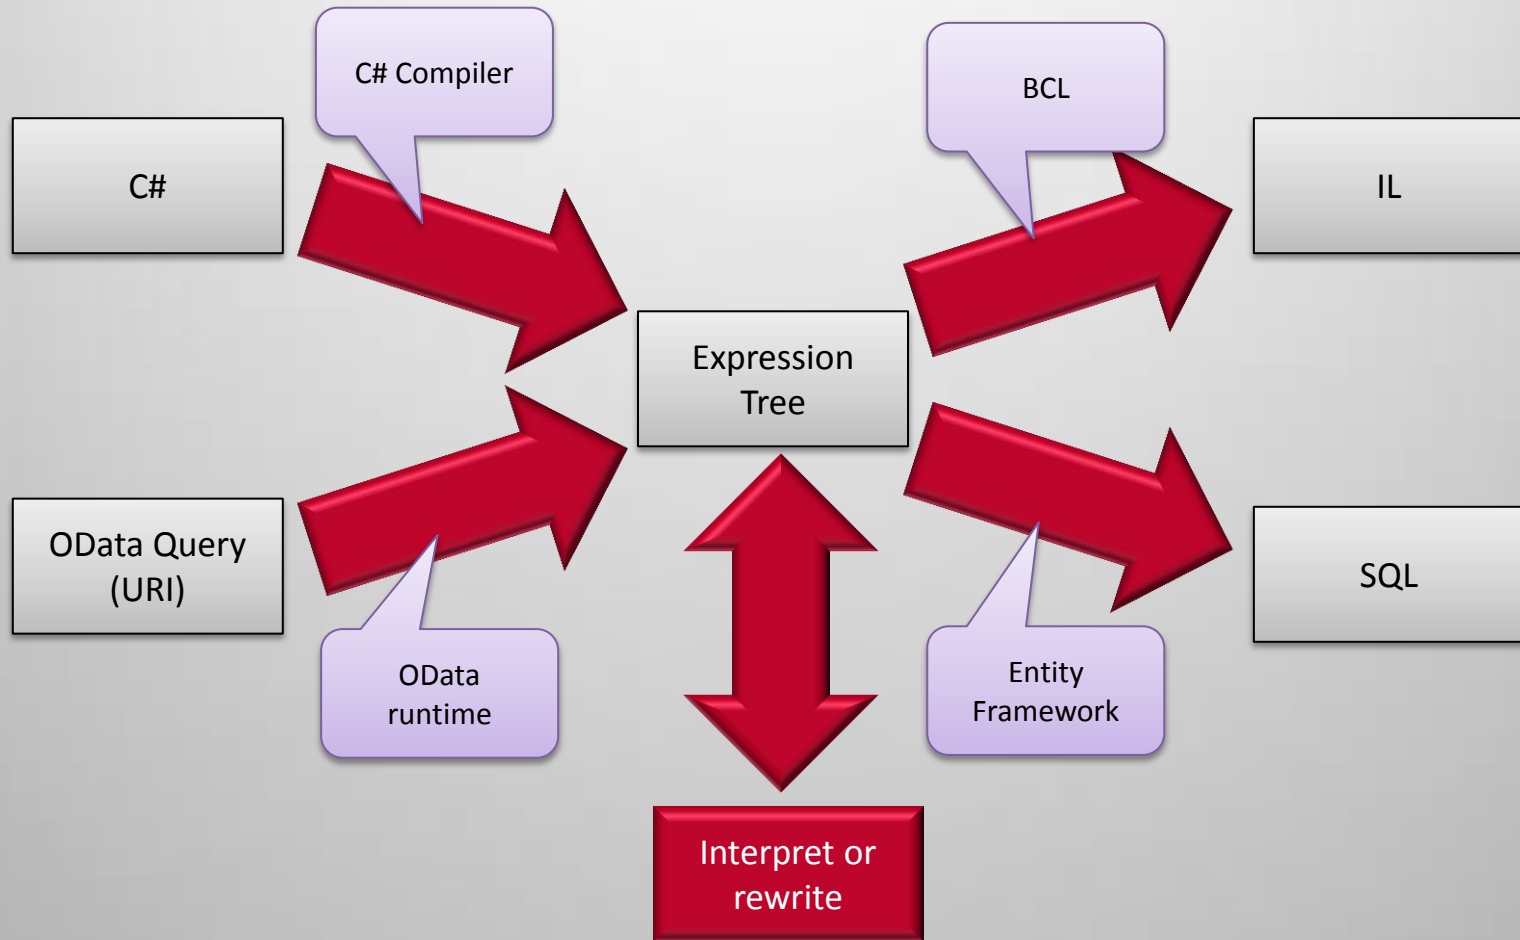 C# Compiler
BCL
C#
IL
Expression
Tree
OData Query
(URI)
SQL
OData
runtime
Entity
Framework
Interpret or
rewrite